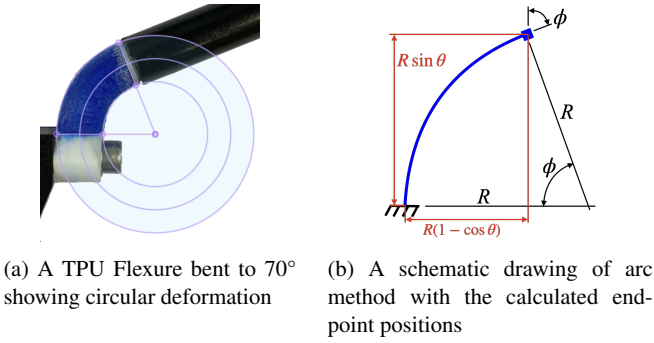 ϕ
R sin θ
R
ϕ
R
R(1 − cos θ)
(a) A TPU Flexure bent to 70°
showing circular deformation
(b) A schematic drawing of arc
method with the calculated end-
point positions